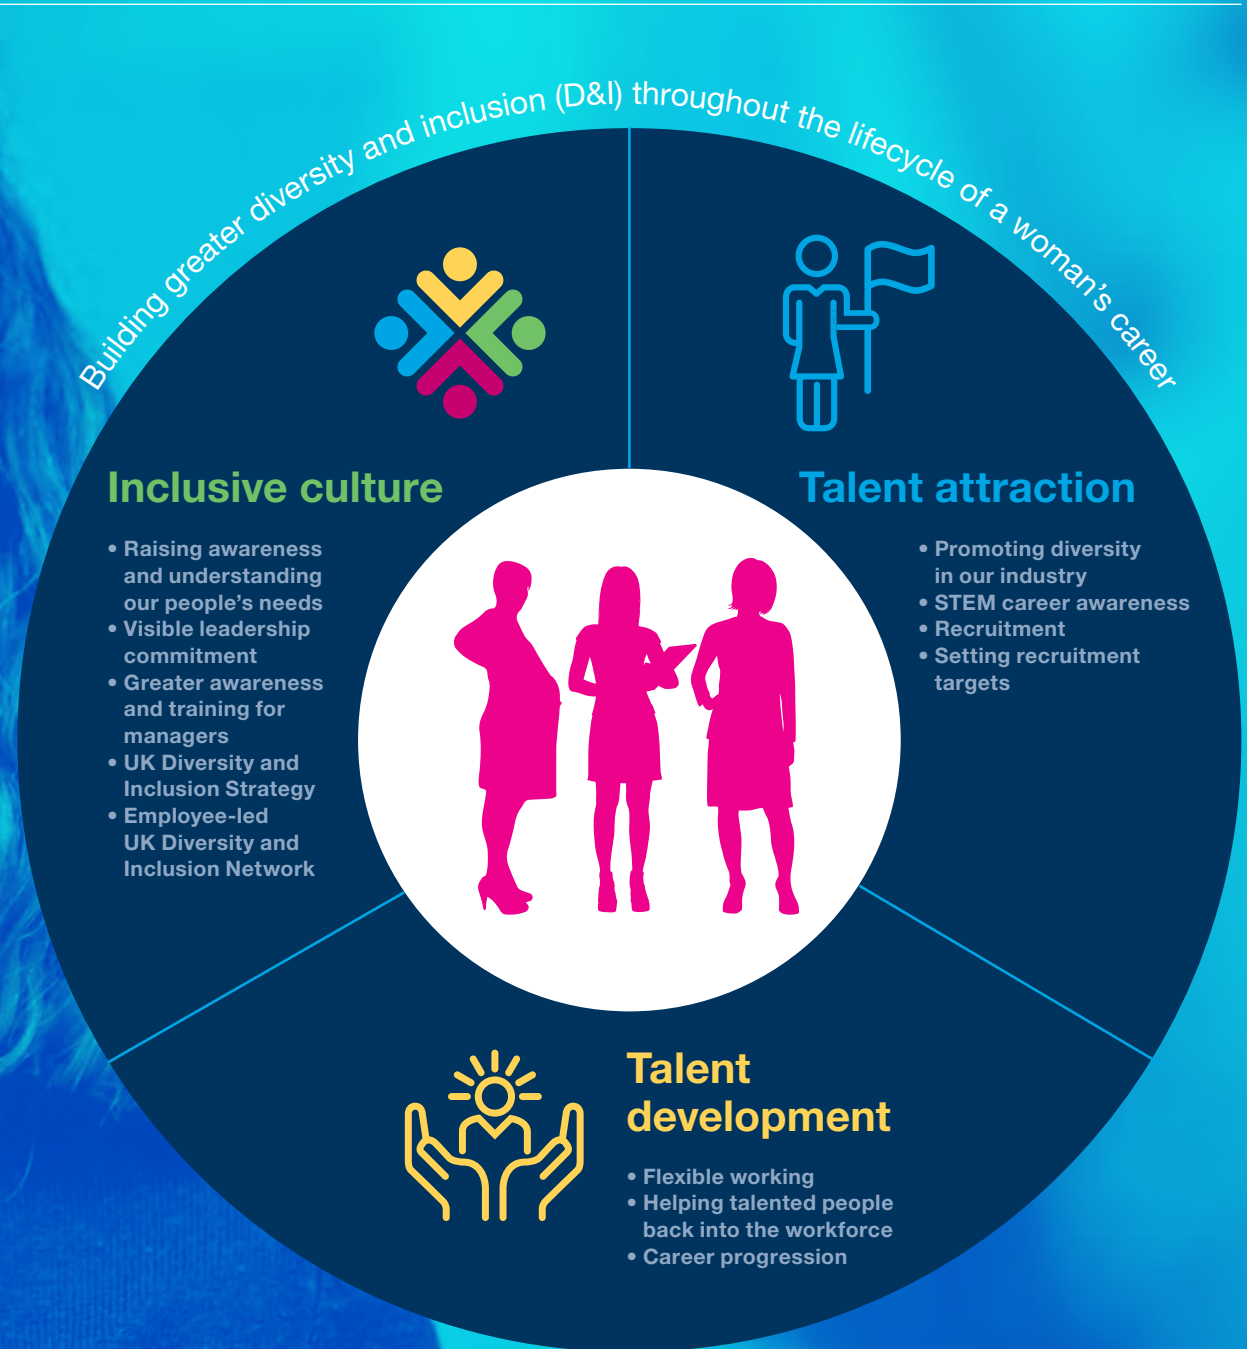 Building greater diversity and inclusion (D&I) throughout the lifecycle of a woman's career
Inclusive culture
• Raising awareness
and understanding
our people's needs
• Visible leadership
commitment
• Greater awareness
and training for
managers
• UK Diversity and
Inclusion Strategy
• Employee-led
UK Diversity and
Inclusion Network
Talent attraction
• Promoting diversity
in our industry
• STEM career awareness
• Recruitment
• Setting recruitment
targets
Talent
development
• Flexible working
• Helping talented people
back into the workforce
• Career progression